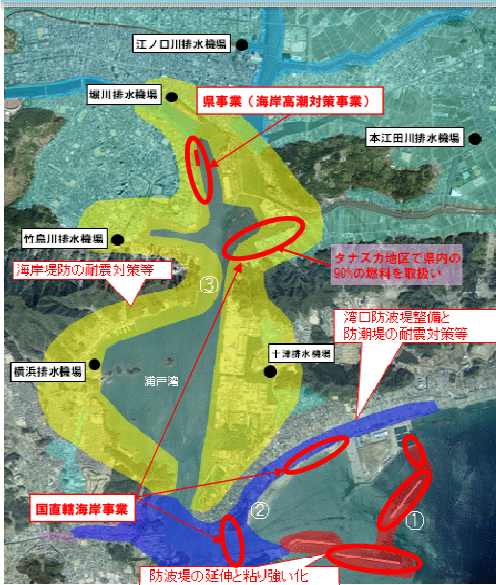 江ノ口川排水機場
堀川排水機場
県事業（海岸高潮対策事業）
本江田川排水機場
竹島川排水機場
タナスカ地区で県内の
90%の燃料を取扱い
海岸堤防の耐震対策等
③
湾口防波堤整備と
防潮堤の耐震対策等
十津排水機場
横浜排水機場
浦戸湾
国直轄海岸事業
②
①
防波堤の延伸と粘り強い化